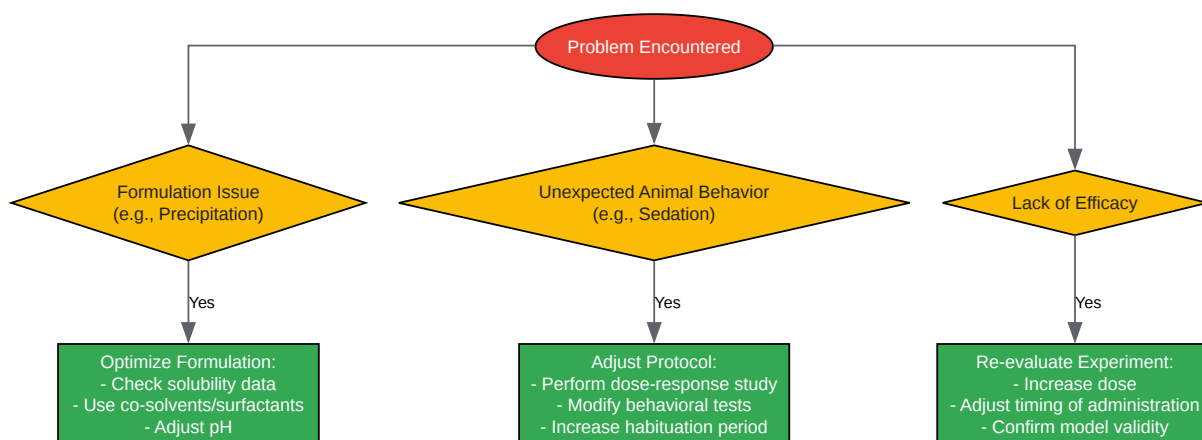 Problem Encountered
Formulation Issue
(e.g., Precipitation)
Unexpected Animal Behavior
(e.g., Sedation)
Lack of Efficacy
Yes
Yes
Yes
Optimize Formulation:
- Check solubility data
- Use co-solvents/surfactants
- Adjust pH
Adjust Protocol:
- Perform dose-response study
- Modify behavioral tests
- Increase habituation period
Re-evaluate Experiment:
- Increase dose
- Adjust timing of administration
- Confirm model validity